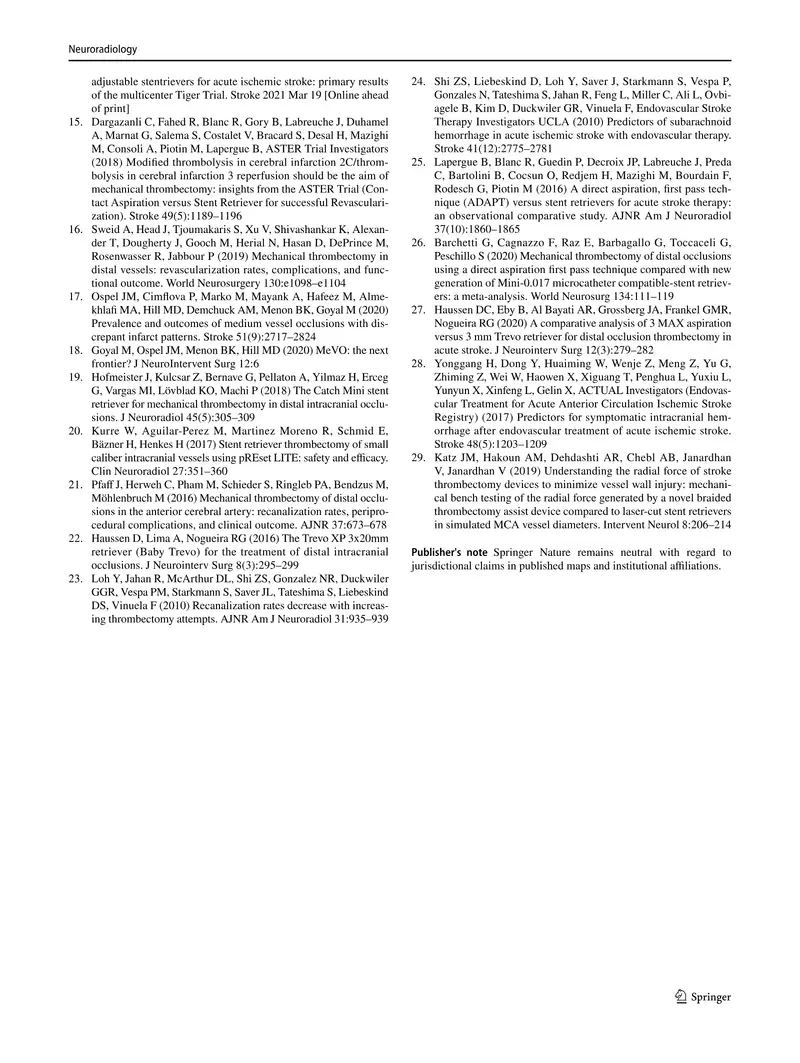 Neuroradiology
adjustable stentrievers for acute ischemic stroke: primary results
of the multicenter Tiger Trial. Stroke 2021 Mar 19 [Online ahead
of print]
15. Dargazanli C, Fahed R, Blanc R, Gory B, Labreuche J, Duhamel
A, Marnat G, Salema S, Costalet V, Bracard S, Desal H, Mazighi
M, Consoli A, Piotin M, Lapergue B, ASTER Trial Investigators
(2018) Modified thrombolysis in cerebral infarction 2C/throm-
bolysis in cerebral infarction 3 reperfusion should be the aim of
mechanical thrombectomy: insights from the ASTER Trial (Con-
tact Aspiration versus Stent Retriever for successful Revasculari-
zation). Stroke 49(5):1189–1196
16. Sweid A, Head J, Tjoumakaris S, Xu V, Shivashankar K, Alexan-
der T, Dougherty J, Gooch M, Herial N, Hasan D, DePrince M,
Rosenwasser R, Jabbour P (2019) Mechanical thrombectomy in
distal vessels: revascularization rates, complications, and func-
tional outcome. World Neurosurgery 130:e1098–e1104
17. Ospel JM, Cimflova P, Marko M, Mayank A, Hafeez M, Alme-
khlafi MA, Hill MD, Demchuck AM, Menon BK, Goyal M (2020)
Prevalence and outcomes of medium vessel occlusions with dis-
crepant infarct patterns. Stroke 51(9):2717–2824
18. Goyal M, Ospel JM, Menon BK, Hill MD (2020) MeVO: the next
frontier? J NeuroIntervent Surg 12:6
19. Hofmeister J, Kulcsar Z, Bernave G, Pellaton A, Yilmaz H, Erceg
G, Vargas MI, Lövblad KO, Machi P (2018) The Catch Mini stent
retriever for mechanical thrombectomy in distal intracranial occlu-
sions. J Neuroradiol 45(5):305–309
20. Kurre W, Aguilar-Perez M, Martinez Moreno R, Schmid E,
Bäzner H, Henkes H (2017) Stent retriever thrombectomy of small
caliber intracranial vessels using pREset LITE: safety and efficacy.
Clin Neuroradiol 27:351–360
21. Pfaff J, Herweh C, Pham M, Schieder S, Ringleb PA, Bendzus M,
Möhlenbruch M (2016) Mechanical thrombectomy of distal occlu-
sions in the anterior cerebral artery: recanalization rates, peripro-
cedural complications, and clinical outcome. AJNR 37:673–678
22. Haussen D, Lima A, Nogueira RG (2016) The Trevo XP 3x20mm
retriever (Baby Trevo) for the treatment of distal intracranial
occlusions. J Neurointerv Surg 8(3):295–299
23. Loh Y, Jahan R, McArthur DL, Shi ZS, Gonzalez NR, Duckwiler
GGR, Vespa PM, Starkmann S, Saver JL, Tateshima S, Liebeskind
DS, Vinuela F (2010) Recanalization rates decrease with increas-
ing thrombectomy attempts. AJNR Am J Neuroradiol 31:935–939
24. Shi ZS, Liebeskind D, Loh Y, Saver J, Starkmann S, Vespa P,
Gonzales N, Tateshima S, Jahan R, Feng L, Miller C, Ali L, Ovbi-
agele B, Kim D, Duckwiler GR, Vinuela F, Endovascular Stroke
Therapy Investigators UCLA (2010) Predictors of subarachnoid
hemorrhage in acute ischemic stroke with endovascular therapy.
Stroke 41(12):2775–2781
25. Lapergue B, Blanc R, Guedin P, Decroix JP, Labreuche J, Preda
C, Bartolini B, Cocsun O, Redjem H, Mazighi M, Bourdain F,
Rodesch G, Piotin M (2016) A direct aspiration, first pass tech-
nique (ADAPT) versus stent retrievers for acute stroke therapy:
an observational comparative study. AJNR Am J Neuroradiol
37(10):1860–1865
26. Barchetti G, Cagnazzo F, Raz E, Barbagallo G, Toccaceli G,
Peschillo S (2020) Mechanical thrombectomy of distal occlusions
using a direct aspiration first pass technique compared with new
generation of Mini-0.017 microcatheter compatible-stent retriev-
ers: a meta-analysis. World Neurosurg 134:111–119
27. Haussen DC, Eby B, Al Bayati AR, Grossberg JA, Frankel GMR,
Nogueira RG (2020) A comparative analysis of 3 MAX aspiration
versus 3 mm Trevo retriever for distal occlusion thrombectomy in
acute stroke. J Neurointerv Surg 12(3):279–282
28. Yonggang H, Dong Y, Huaiming W, Wenje Z, Meng Z, Yu G,
Zhiming Z, Wei W, Haowen X, Xiguang T, Penghua L, Yuxiu L,
Yunyun X, Xinfeng L, Gelin X, ACTUAL Investigators (Endovas-
cular Treatment for Acute Anterior Circulation Ischemic Stroke
Registry) (2017) Predictors for symptomatic intracranial hem-
orrhage after endovascular treatment of acute ischemic stroke.
Stroke 48(5):1203–1209
29. Katz JM, Hakoun AM, Dehdashti AR, Chebl AB, Janardhan
V, Janardhan V (2019) Understanding the radial force of stroke
thrombectomy devices to minimize vessel wall injury: mechani-
cal bench testing of the radial force generated by a novel braided
thrombectomy assist device compared to laser-cut stent retrievers
in simulated MCA vessel diameters. Intervent Neurol 8:206–214
Publisher's note Springer Nature remains neutral with regard to
jurisdictional claims in published maps and institutional affiliations.
Springer